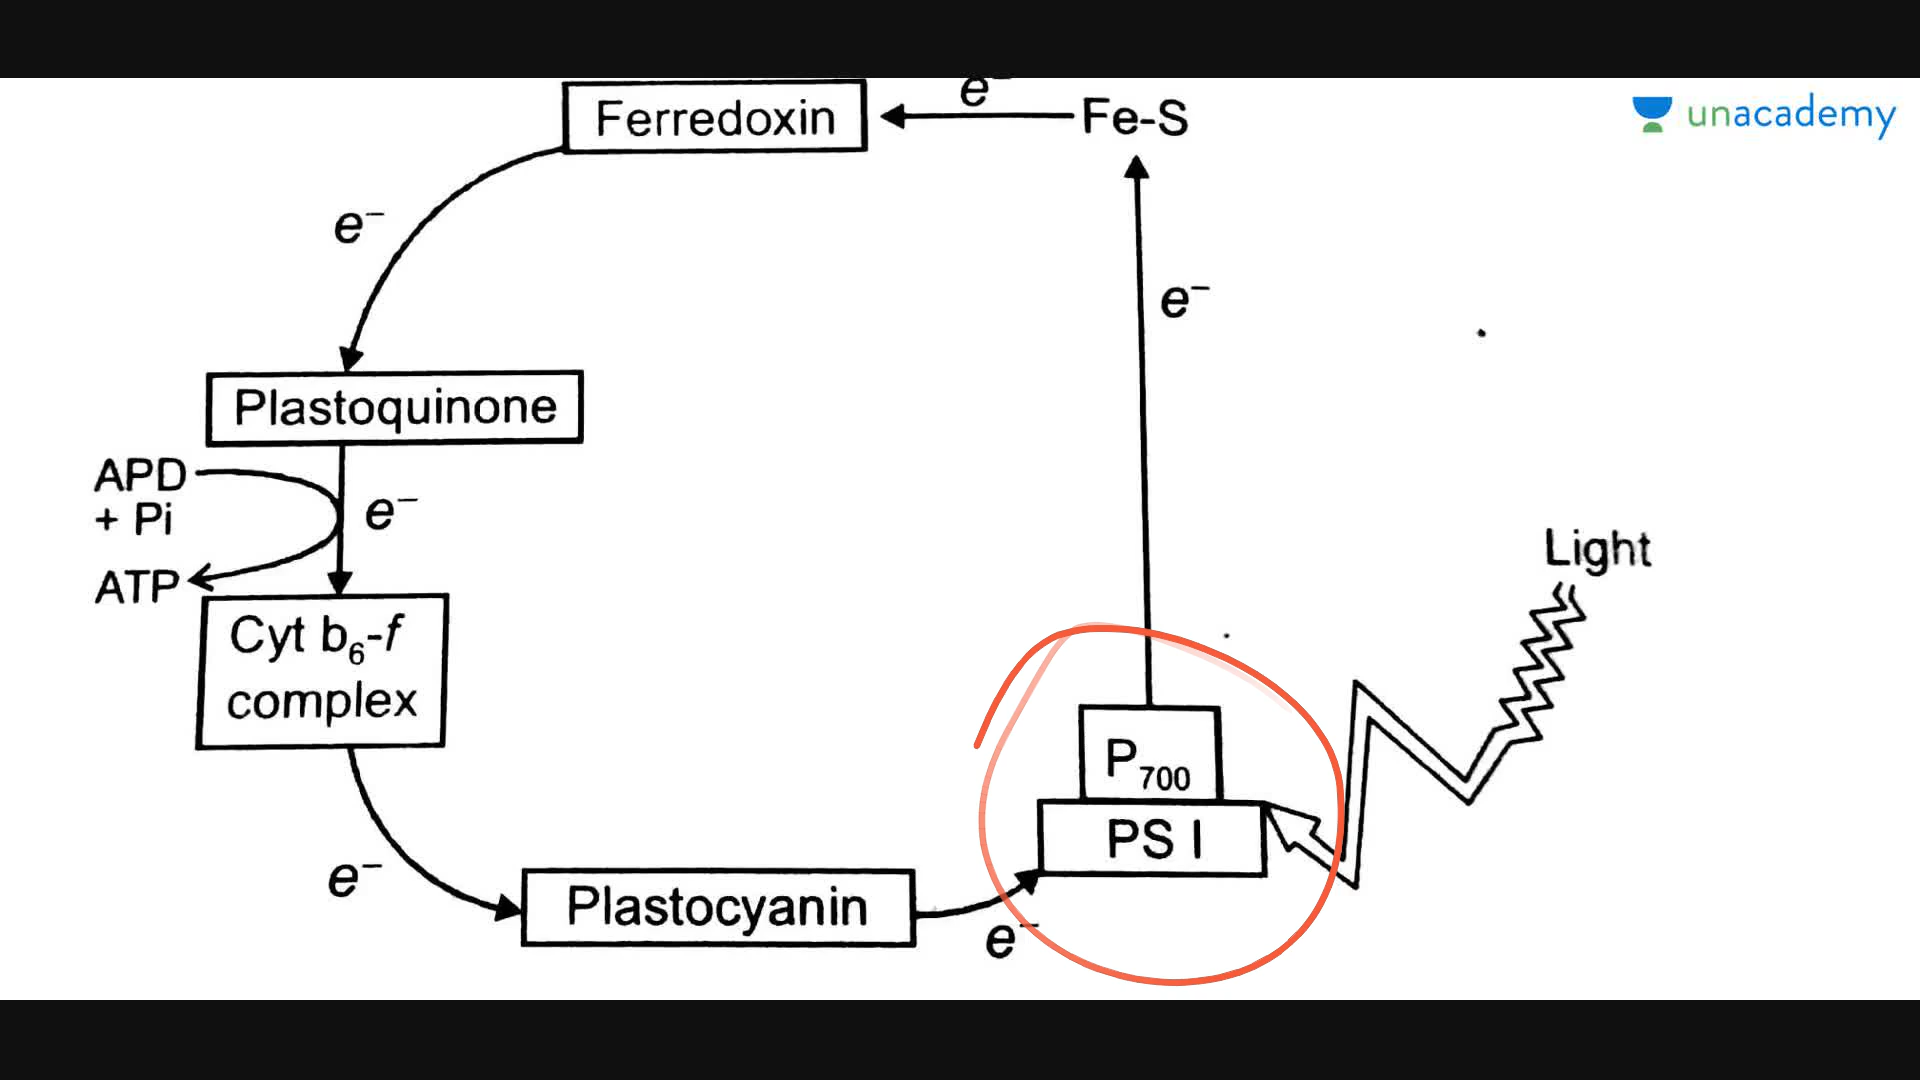 unacademy
e⁻
Ferredoxin
Fe-S
e⁻
e⁻
Plastoquinone
APD
+ Pi
e⁻
ATP
Light
Cyt b₆-f
complex
P₇₀₀
PS I
e⁻
Plastocyanin
e⁻